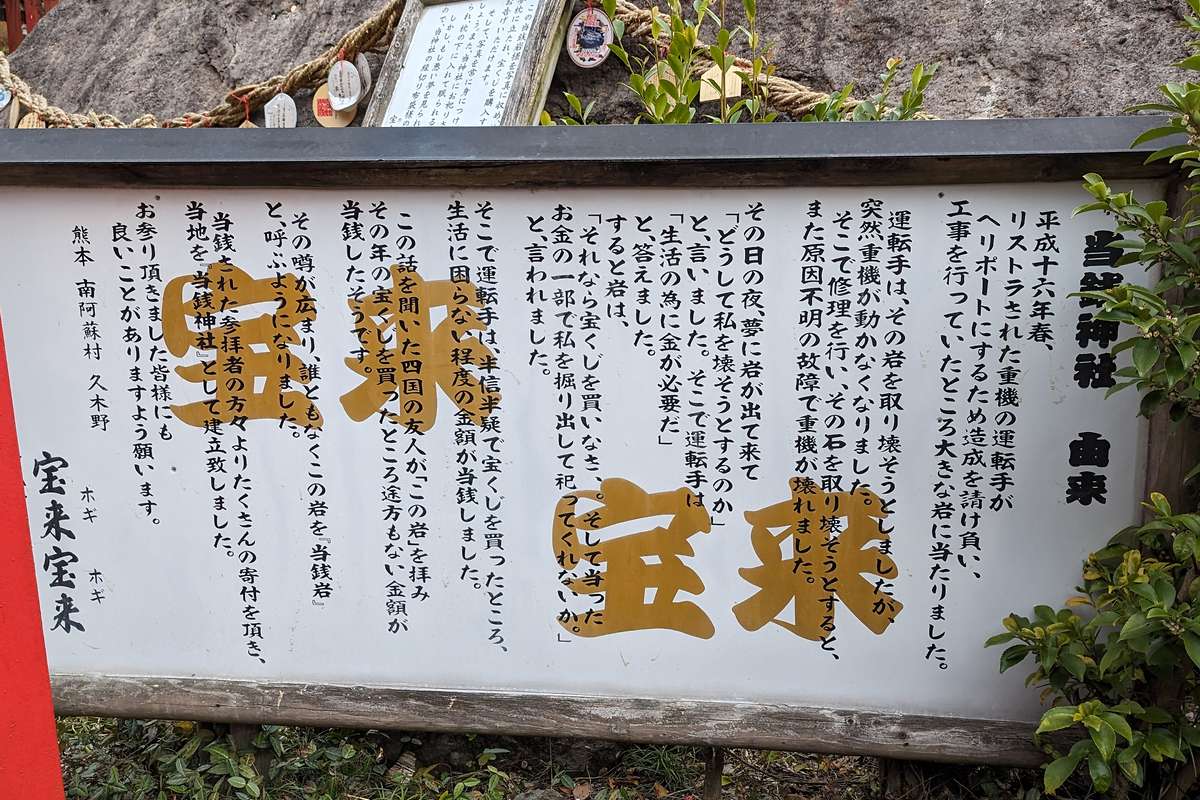 当銭神社 由来
平成十六年春、
リストラされた重機の運転手が
ヘリポートにするため造成を請け負い、
工事を行っていたところ大きな岩に当たりました。
運転手は、その岩を取り壊そうとしましたが、
突然重機が動かなくなりました。
そこで修理を行い、その石を取り壊そうとすると、
また原因不明の故障で重機が壊れました。
その日の夜、夢に岩が出て来て
「どうして私を壊そうとするのか」
と、言いました。そこで運転手は
「生活の為に金が必要だ」
と、答えました。
すると岩は、
「それなら宝くじを買いなさい。そして当った
お金の一部で私を掘り出して祀ってくれないか。」
と、言われました。
そこで運転手は、半信半疑で宝くじを買ったところ、
生活に困らない程度の金額が当銭しました。
この話を聞いた四国の友人が「この岩」を拝み
その年の宝くじを買ったところ途方もない金額が
当銭したそうです。
その噂が広まり、誰ともなくこの岩を『当銭岩』
と、呼ぶようになりました。
当銭された参拝者の方々よりたくさんの寄付を頂き、
当地を『当銭神社』として建立致しました。
お参り頂きました皆様にも
良いことがありますよう願います。
熊本 南阿蘇村 久木野
ホギ ホギ
宝来宝来
宝来
宝来